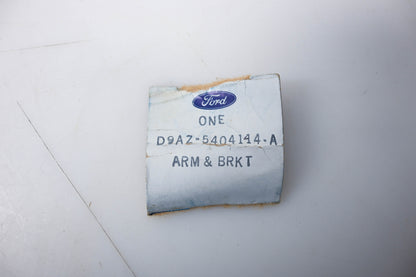 Ford
ONE
D9AZ-5404144-A
ARM & BRKT